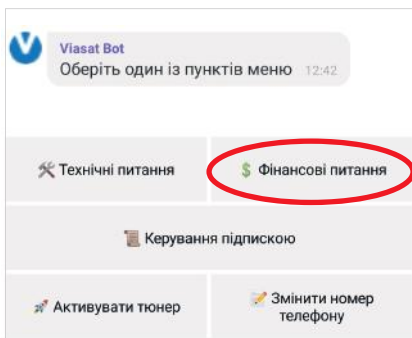 Viasat Bot
Оберіть один із пунктів меню 12:42
🛠 Технічні питання
💲 Фінансові питання
📜 Керування підпискою
🚀 Активувати тюнер
📝 Змінити номер
телефону